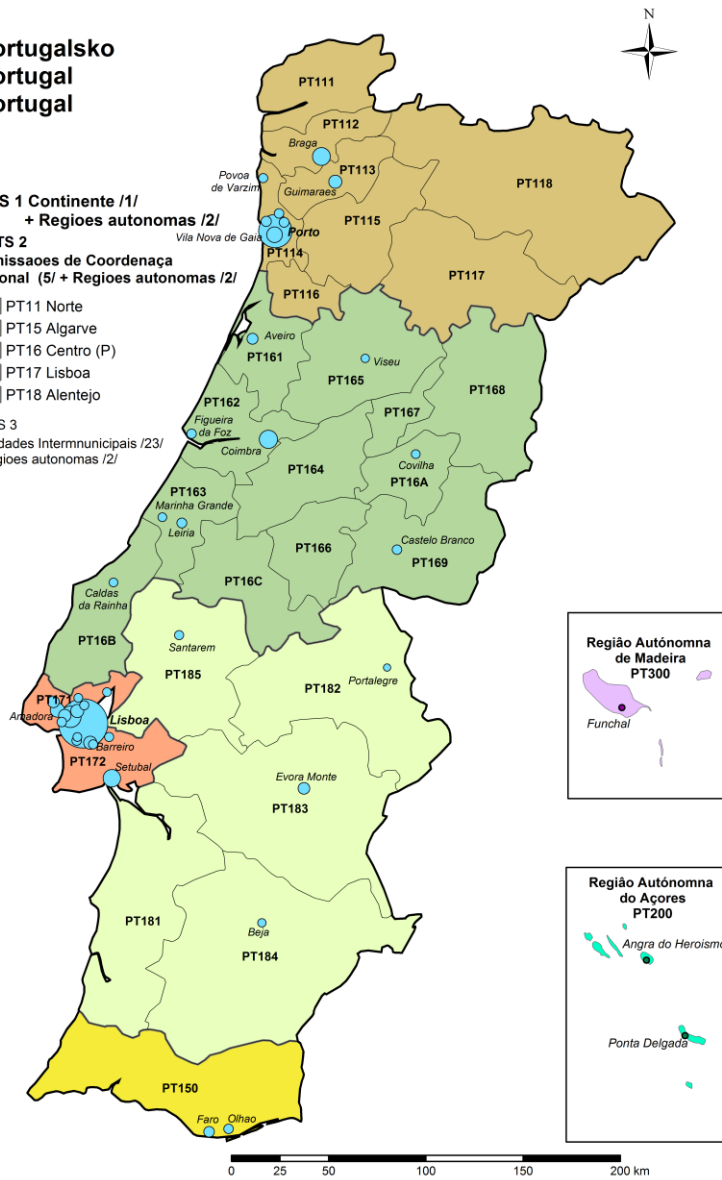 N
ortugalsko
ortugal
ortugal
S 1 Continente /1/
+ Regioes autonomas /2/
TS 2
missaoes de Coordenaça
onal (5/ + Regioes autonomas /2/
PT11 Norte
PT15 Algarve
PT16 Centro (P)
PT17 Lisboa
PT18 Alentejo
S 3
dades Intermnunicipais /23/
gioes autonomas /2/
PT111
PT112
Braga
PT113
PT118
Povoa
de Varzim
Guimaraes
PT115
Vila Nova de Gaia
Porto
PT114
PT117
PT116
Aveiro
PT161
Viseu
PT165
PT168
PT162
PT167
Figueira
da Foz
Coimbra
PT164
Covilha
PT16A
PT163
Marinha Grande
Leiria
PT166
Castelo Branco
PT169
PT16C
Caldas
da Rainha
PT16B
Santarem
PT185
Portalegre
PT182
PT171
Amadora
Lisboa
Barreiro
PT172
Setubal
Evora Monte
PT183
PT181
Beja
PT184
PT150
Faro
Olhao
Região Autónomna
de Madeira
PT300
Funchal
Região Autónomna
do Açores
PT200
Angra do Heroismo
Ponta Delgada
0 25 50 100 150 200 km